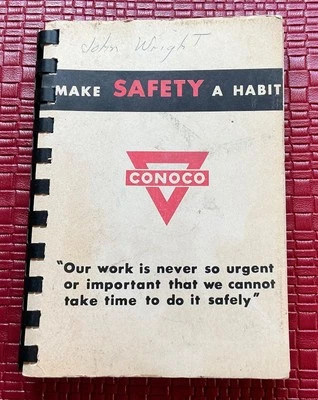 John Wright
MAKE SAFETY A HABIT
CONOCO
"Our work is never so urgent
or important that we cannot
take time to do it safely"